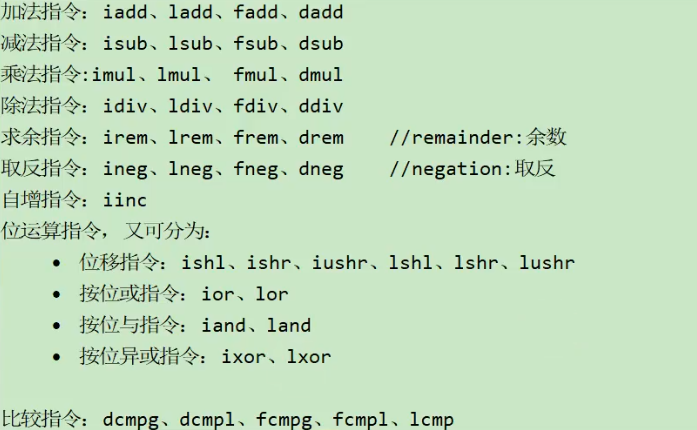 加法指令：iadd、ladd、fadd、dadd
减法指令：isub、lsub、fsub、dsub
乘法指令:imul、lmul、 fmul、dmul
除法指令：idiv、ldiv、fdiv、ddiv
求余指令：irem、lrem、frem、drem    //remainder:余数
取反指令：ineg、lneg、fneg、dneg    //negation:取反
自增指令：iinc
位运算指令，又可分为：
• 位移指令：ishl、ishr、iushr、lshl、lshr、lushr
• 按位或指令：ior、lor
• 按位与指令：iand、land
• 按位异或指令：ixor、lxor
比较指令：dcmpg、dcmpl、fcmpg、fcmpl、lcmp